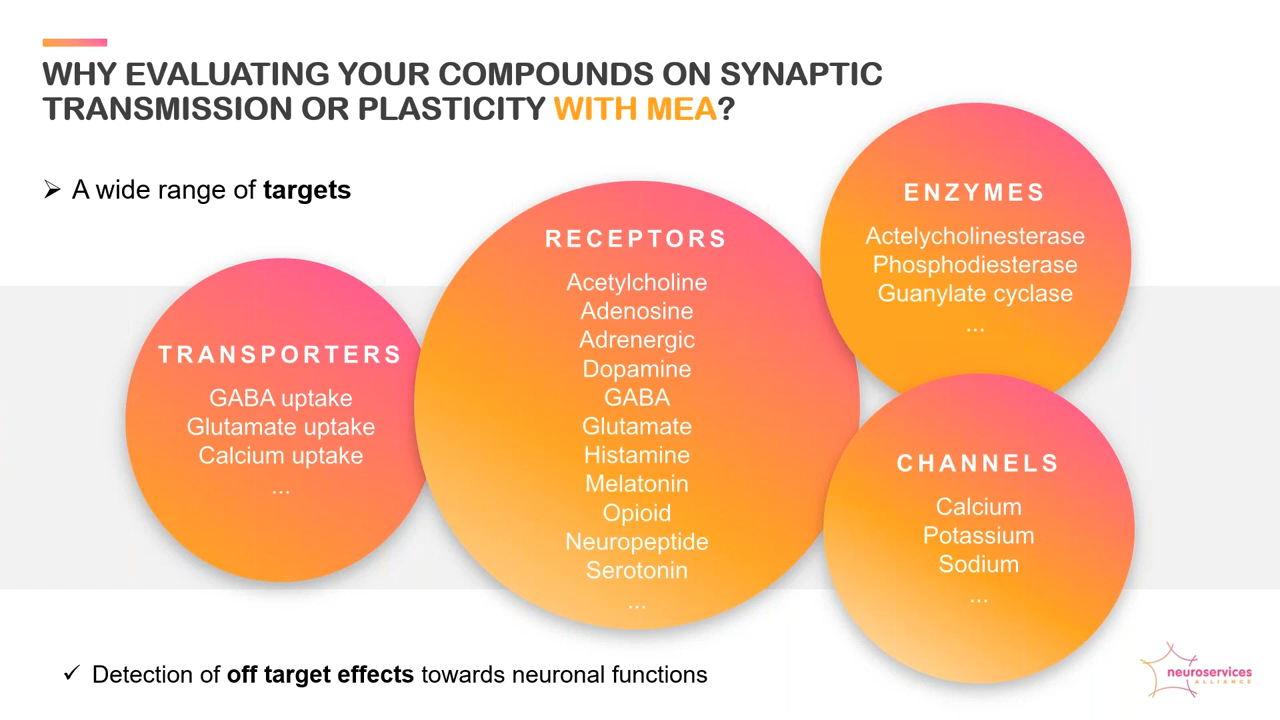 WHY EVALUATING YOUR COMPOUNDS ON SYNAPTIC
TRANSMISSION OR PLASTICITY WITH MEA?
A wide range of targets
TRANSPORTERS
GABA uptake
Glutamate uptake
Calcium uptake
...
RECEPTORS
Acetylcholine
Adenosine
Adrenergic
Dopamine
GABA
Glutamate
Histamine
Melatonin
Opioid
Neuropeptide
Serotonin
...
ENZYMES
Actelycholinesterase
Phosphodiesterase
Guanylate cyclase
...
CHANNELS
Calcium
Potassium
Sodium
...
Detection of off target effects towards neuronal functions
neuroservices
ALLIANCE